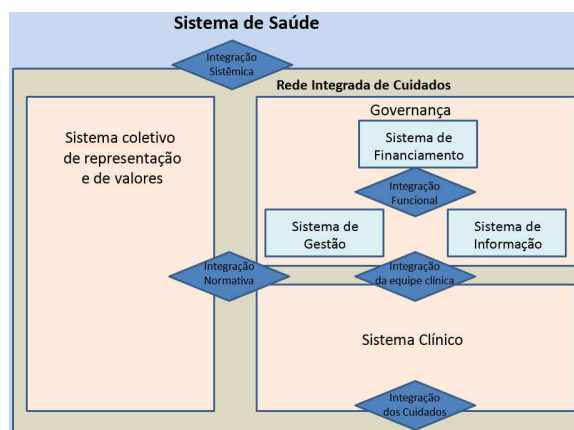 Sistema de Saúde
Integração
Sistêmica
Rede Integrada de Cuidados
Sistema coletivo
de representação
e de valores
Governança
Sistema de
Financiamento
Integração
Funcional
Sistema de
Gestão
Sistema de
Informação
Integração
Normativa
Integração
da equipe clínica
Sistema Clínico
Integração
dos Cuidados